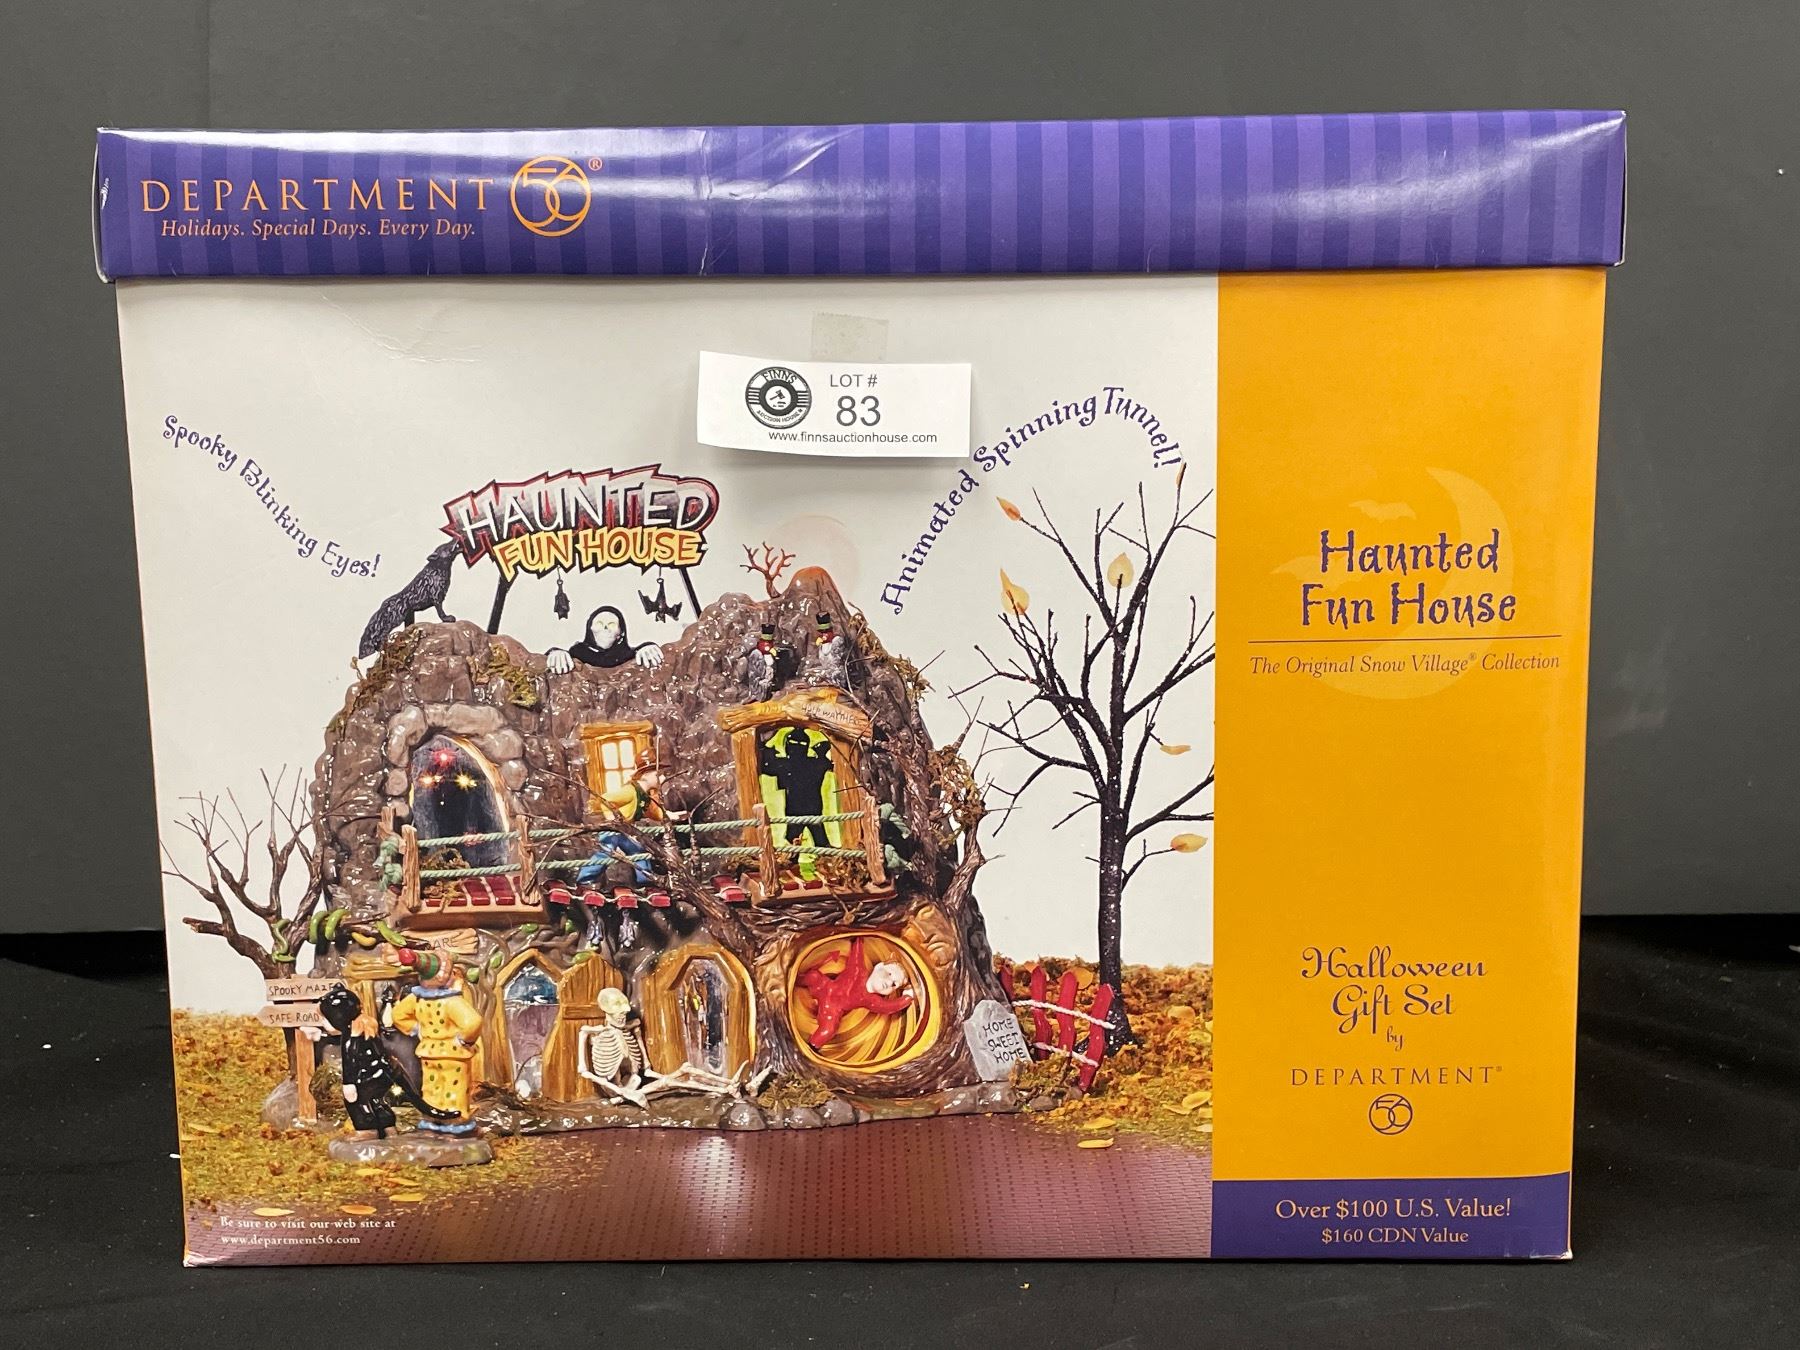 DEPARTMENT 56®
Holidays. Special Days. Every Day.
FINNS
AUCTION HOUSE
LOT #
83
www.finnsauctionhouse.com
Spooky Blinking Eyes!
Animated Spinning Tunnel!
HAUNTED
FUN HOUSE
SPOOKY MAZE
SAFE ROAD
HOME
SWEET
HOME
Haunted
Fun House
The Original Snow Village® Collection
Halloween
Gift Set
by
DEPARTMENT®
56
Over $100 U.S. Value!
$160 CDN Value
Be sure to visit our web site at
www.department56.com